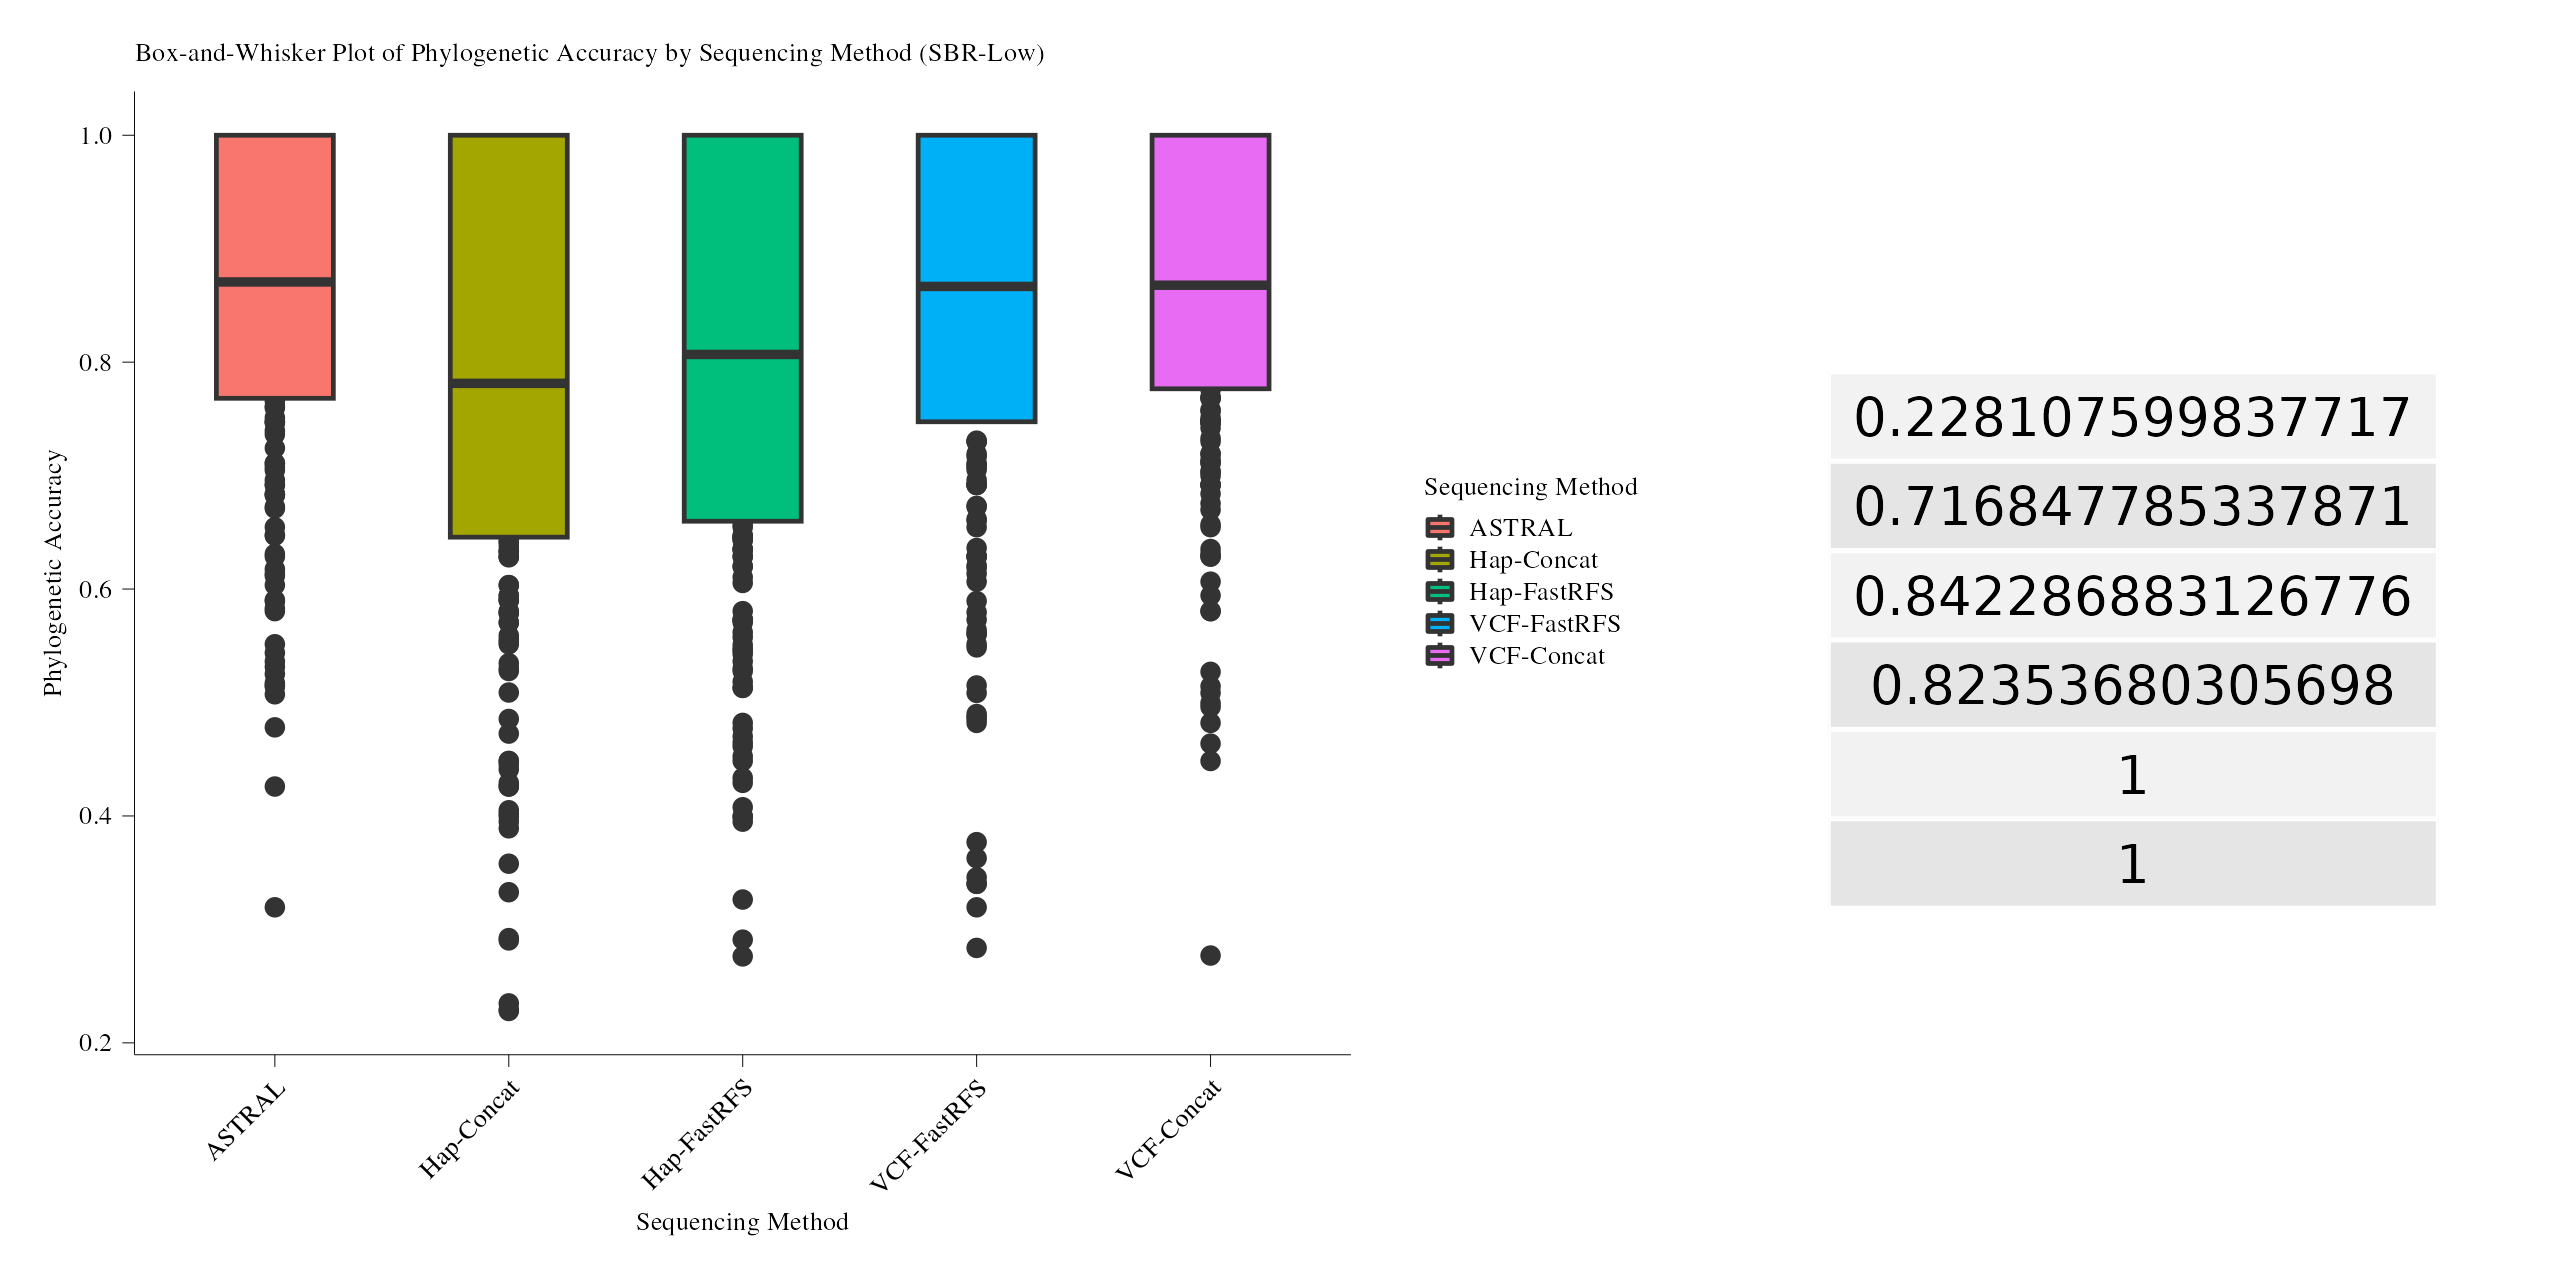 Box-and-Whisker Plot of Phylogenetic Accuracy by Sequencing Method (SBR-Low)
Phylogenetic Accuracy
1.0
0.8
0.6
0.4
0.2
ASTRAL
Hap-Concat
Hap-FastRFS
VCF-FastRFS
VCF-Concat
Sequencing Method
Sequencing Method
ASTRAL
Hap-Concat
Hap-FastRFS
VCF-FastRFS
VCF-Concat
0.228107599837717
0.716847785337871
0.842286883126776
0.82353680305698
1
1